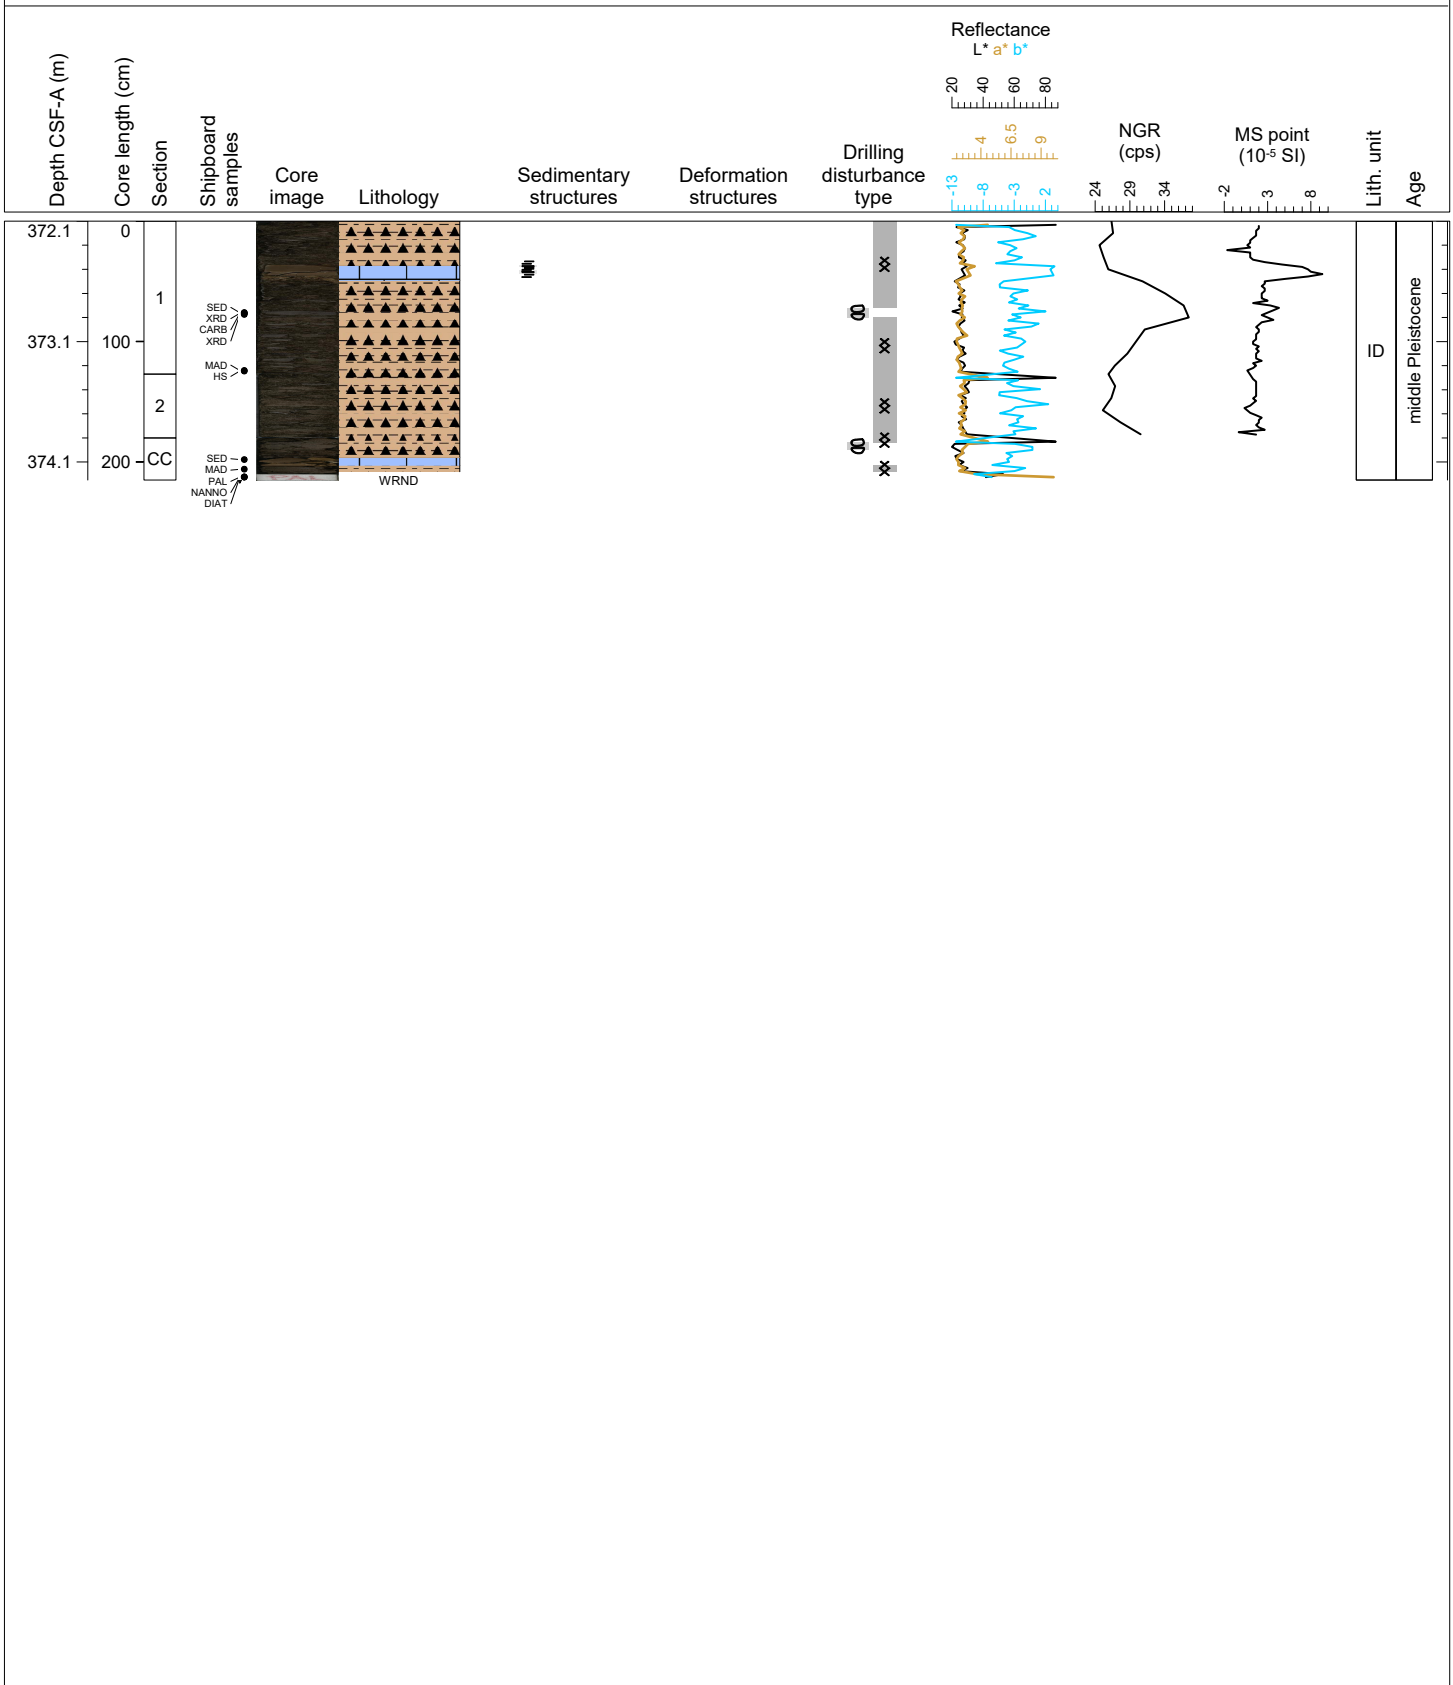 Depth CSF-A (m)
Core length (cm)
Section
Shipboard
samples
Core
image
Lithology
Sedimentary
structures
Deformation
structures
Drilling
disturbance
type
Reflectance
L* a* b*
20 40 60 80
4 6.5 9
-13 -8 -3 2
NGR
(cps)
24 29 34
MS point
(10-5 SI)
-2 3 8
Lith. unit
Age
372.1
373.1
374.1
0
100
200
1
2
CC
SED
XRD
CARB
XRD
MAD
HS
SED
MAD
PAL
NANNO
DIAT
PAL
WRND
ID
middle Pleistocene